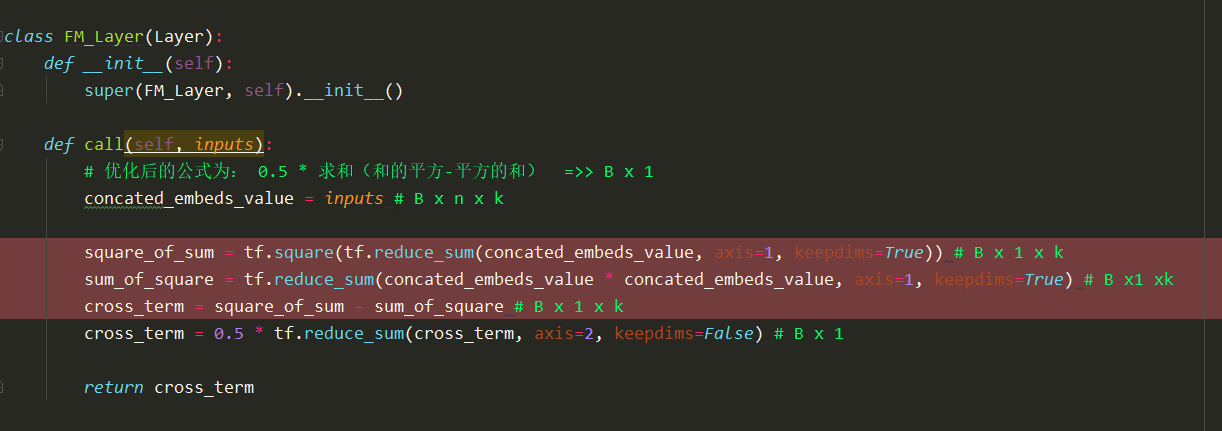 class FM_Layer(Layer):
def __init__(self):
super(FM_Layer, self).__init__()
def call(self, inputs):
# 优化后的公式为： 0.5 * 求和（和的平方-平方的和） =>> B x 1
concated_embeds_value = inputs # B x n x k
square_of_sum = tf.square(tf.reduce_sum(concated_embeds_value, axis=1, keepdims=True)) # B x 1 x k
sum_of_square = tf.reduce_sum(concated_embeds_value * concated_embeds_value, axis=1, keepdims=True) # B x1 xk
cross_term = square_of_sum - sum_of_square # B x 1 x k
cross_term = 0.5 * tf.reduce_sum(cross_term, axis=2, keepdims=False) # B x 1
return cross_term